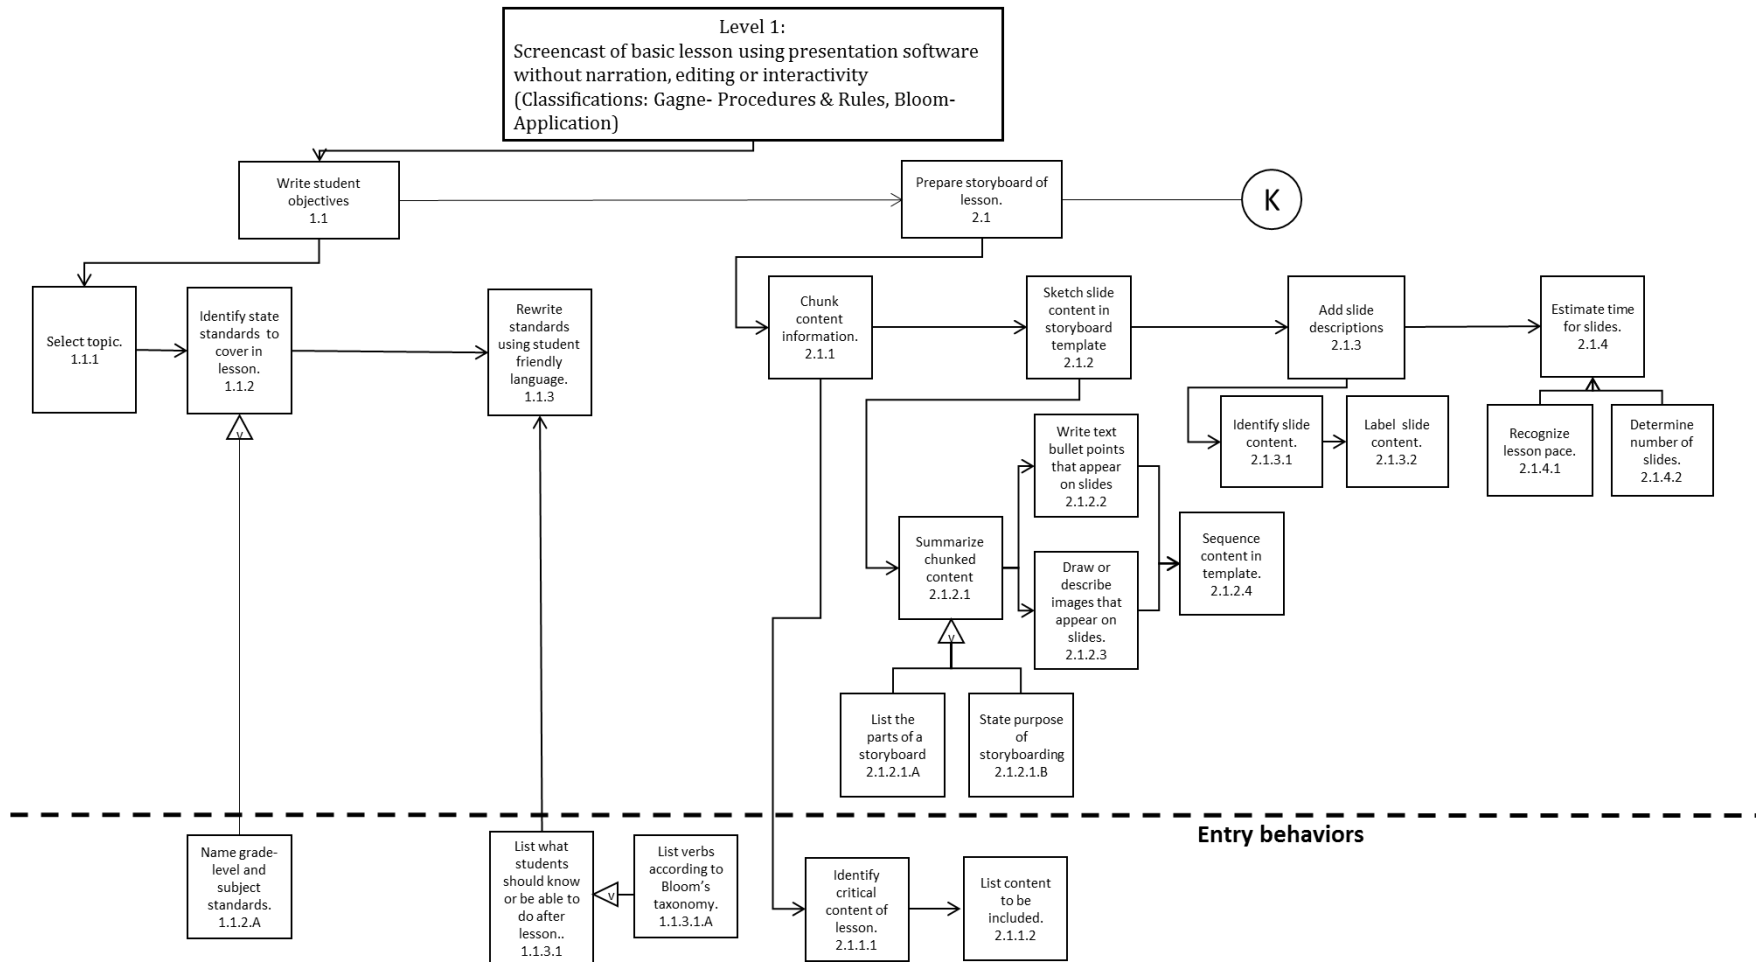 Level 1:
Screencast of basic lesson using presentation software
without narration, editing or interactivity
(Classifications: Gagne- Procedures & Rules, Bloom-
Application)
Write student
objectives
1.1
Prepare storyboard of
lesson.
2.1
K
Select topic.
1.1.1
Identify state
standards to
cover in
lesson.
1.1.2
Rewrite
standards
using student
friendly
language.
1.1.3
Chunk
content
information.
2.1.1
Sketch slide
content in
storyboard
template
2.1.2
Add slide
descriptions
2.1.3
Estimate time
for slides.
2.1.4
Identify slide
content.
2.1.3.1
Label slide
content.
2.1.3.2
Recognize
lesson pace.
2.1.4.1
Determine
number of
slides.
2.1.4.2
v
Write text
bullet points
that appear
on slides
2.1.2.2
Summarize
chunked
content
2.1.2.1
Draw or
describe
images that
appear on
slides.
2.1.2.3
Sequence
content in
template.
2.1.2.4
v
List the
parts of a
storyboard
2.1.2.1.A
State purpose
of
storyboarding
2.1.2.1.B
Entry behaviors
Name grade-
level and
subject
standards.
1.1.2.A
List what
students
should know
or be able to
do after
lesson..
1.1.3.1
v
List verbs
according to
Bloom's
taxonomy.
1.1.3.1.A
Identify
critical
content of
lesson.
2.1.1.1
List content
to be
included.
2.1.1.2